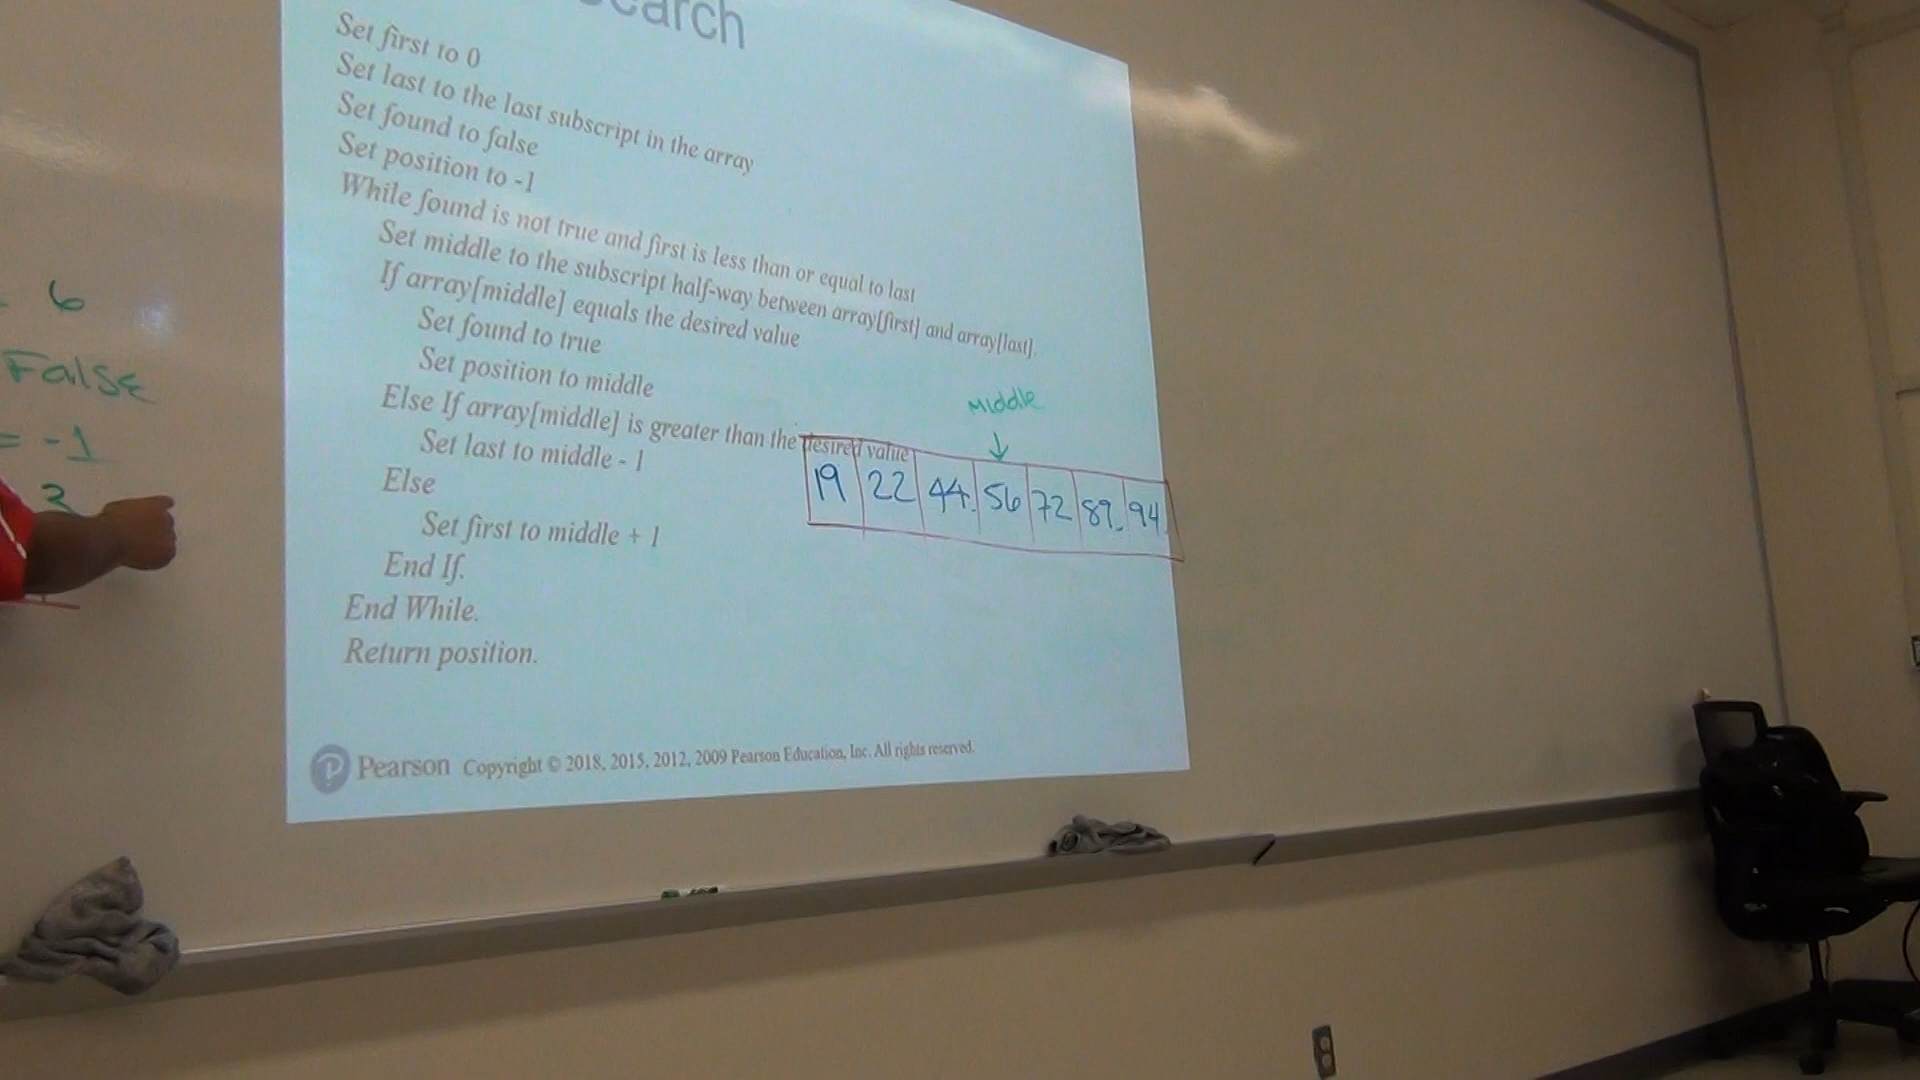 Set first to 0
Set last to the last subscript in the array
Set found to false
Set position to -1
While found is not true and first is less than or equal to last
Set middle to the subscript half-way between array[first] and array[last].
If array[middle] equals the desired value
Set found to true
Set position to middle
Else If array[middle] is greater than the desired value
Set last to middle - 1
Else
Set first to middle + 1
End If.
End While.
Return position.
Pearson Copyright © 2018, 2015, 2012, 2009 Pearson Education, Inc. All rights reserved.
6
False
= -1
Middle
19 22 44 56 72 89 94